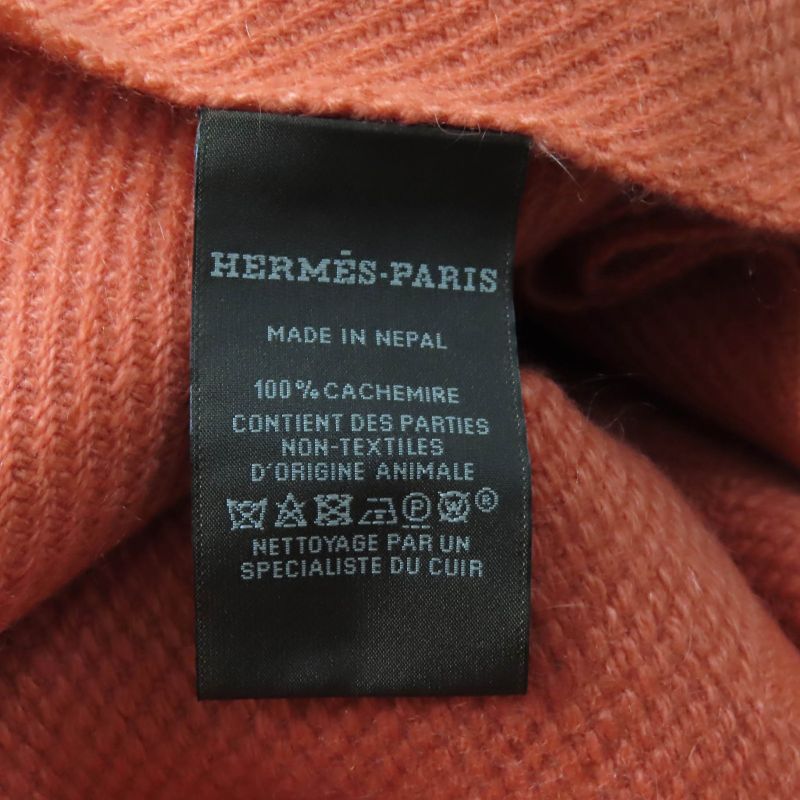 HERMÈS-PARIS
MADE IN NEPAL
100% CACHEMIRE
CONTIENT DES PARTIES
NON-TEXTILES
D'ORIGINE ANIMALE
P W ®
NETTOYAGE PAR UN
SPECIALISTE DU CUIR